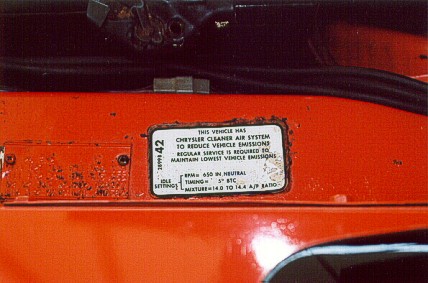 THIS VEHICLE HAS
CHRYSLER CLEANER AIR SYSTEM
TO REDUCE VEHICLE EMISSIONS
REGULAR SERVICE IS REQUIRED TO
MAINTAIN LOWEST VEHICLE EMISSIONS
IDLE SETTINGS
RPM= 650 IN NEUTRAL
TIMING= 5° BTC
MIXTURE=14.0 TO 14.4 A/F RATIO
42